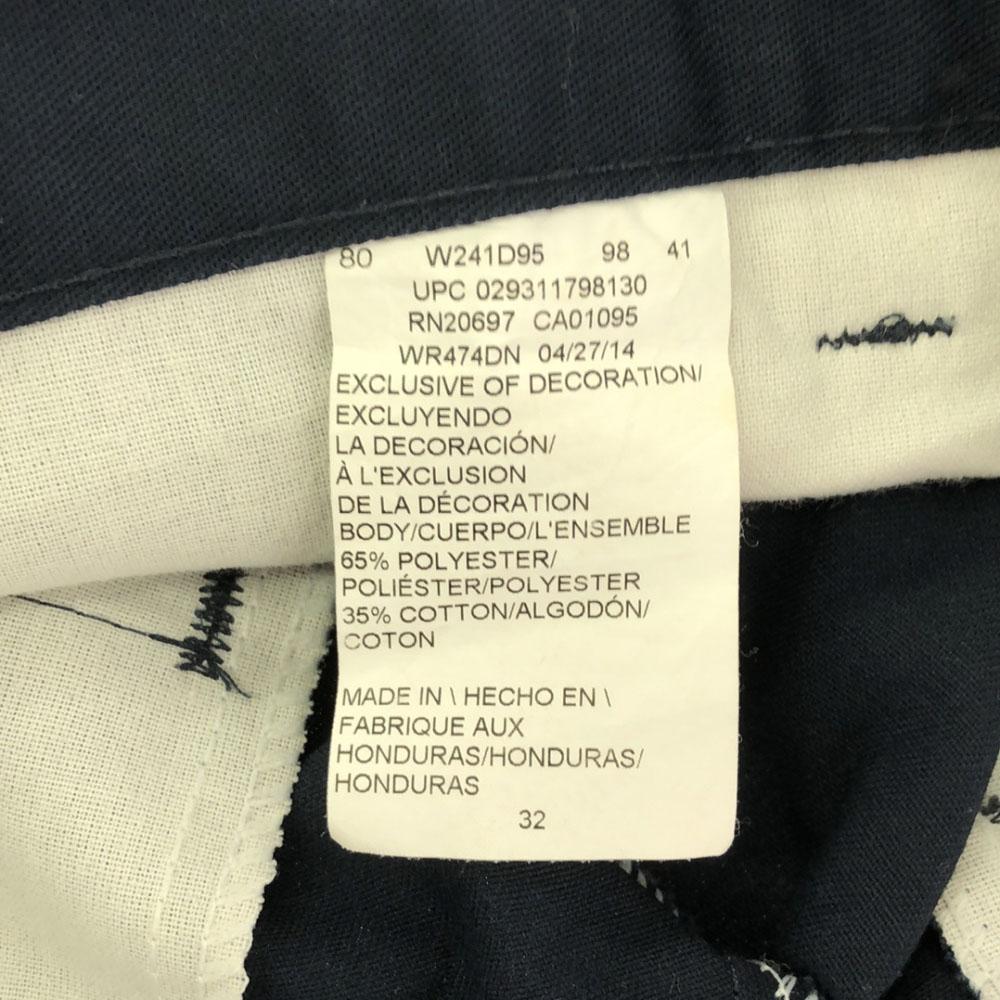 80 W241D95 98 41
UPC 029311798130
RN20697 CA01095
WR474DN 04/27/14
EXCLUSIVE OF DECORATION/
EXCLUYENDO
LA DECORACIÓN/
À L'EXCLUSION
DE LA DÉCORATION
BODY/CUERPO/L'ENSEMBLE
65% POLYESTER/
POLIÉSTER/POLYESTER
35% COTTON/ALGODÓN/
COTON
MADE IN \ HECHO EN \
FABRIQUE AUX
HONDURAS/HONDURAS/
HONDURAS
32